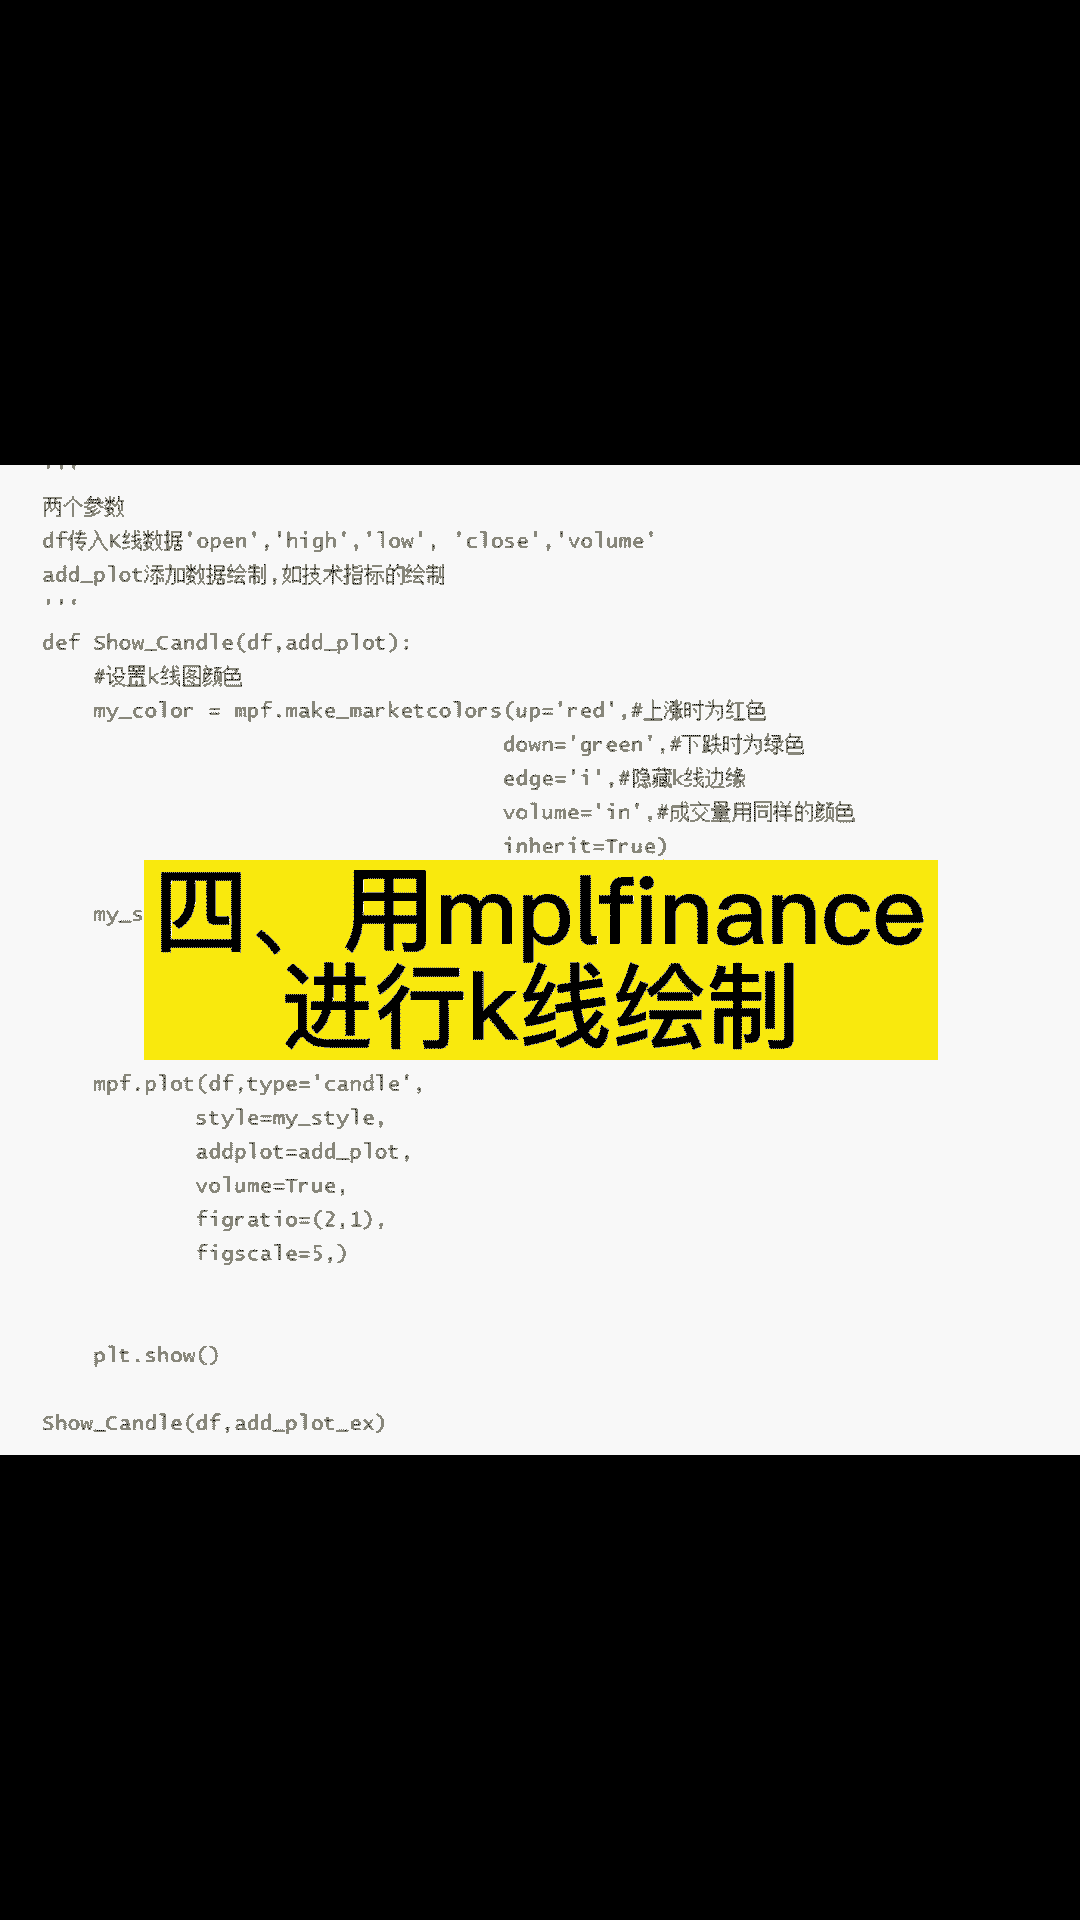 两个参数
df传入K线数据'open','high','low', 'close','volume'
add_plot添加数据绘制,如技术指标的绘制
'''
def Show_Candle(df,add_plot):
#设置k线图颜色
my_color = mpf.make_marketcolors(up='red',#上涨时为红色
down='green',#下跌时为绿色
edge='i',#隐藏k线边缘
volume='in',#成交量用同样的颜色
inherit=True)
my_s
四、用mplfinance
进行k线绘制
mpf.plot(df,type='candle',
style=my_style,
addplot=add_plot,
volume=True,
figratio=(2,1),
figscale=5,)
plt.show()
Show_Candle(df,add_plot_ex)